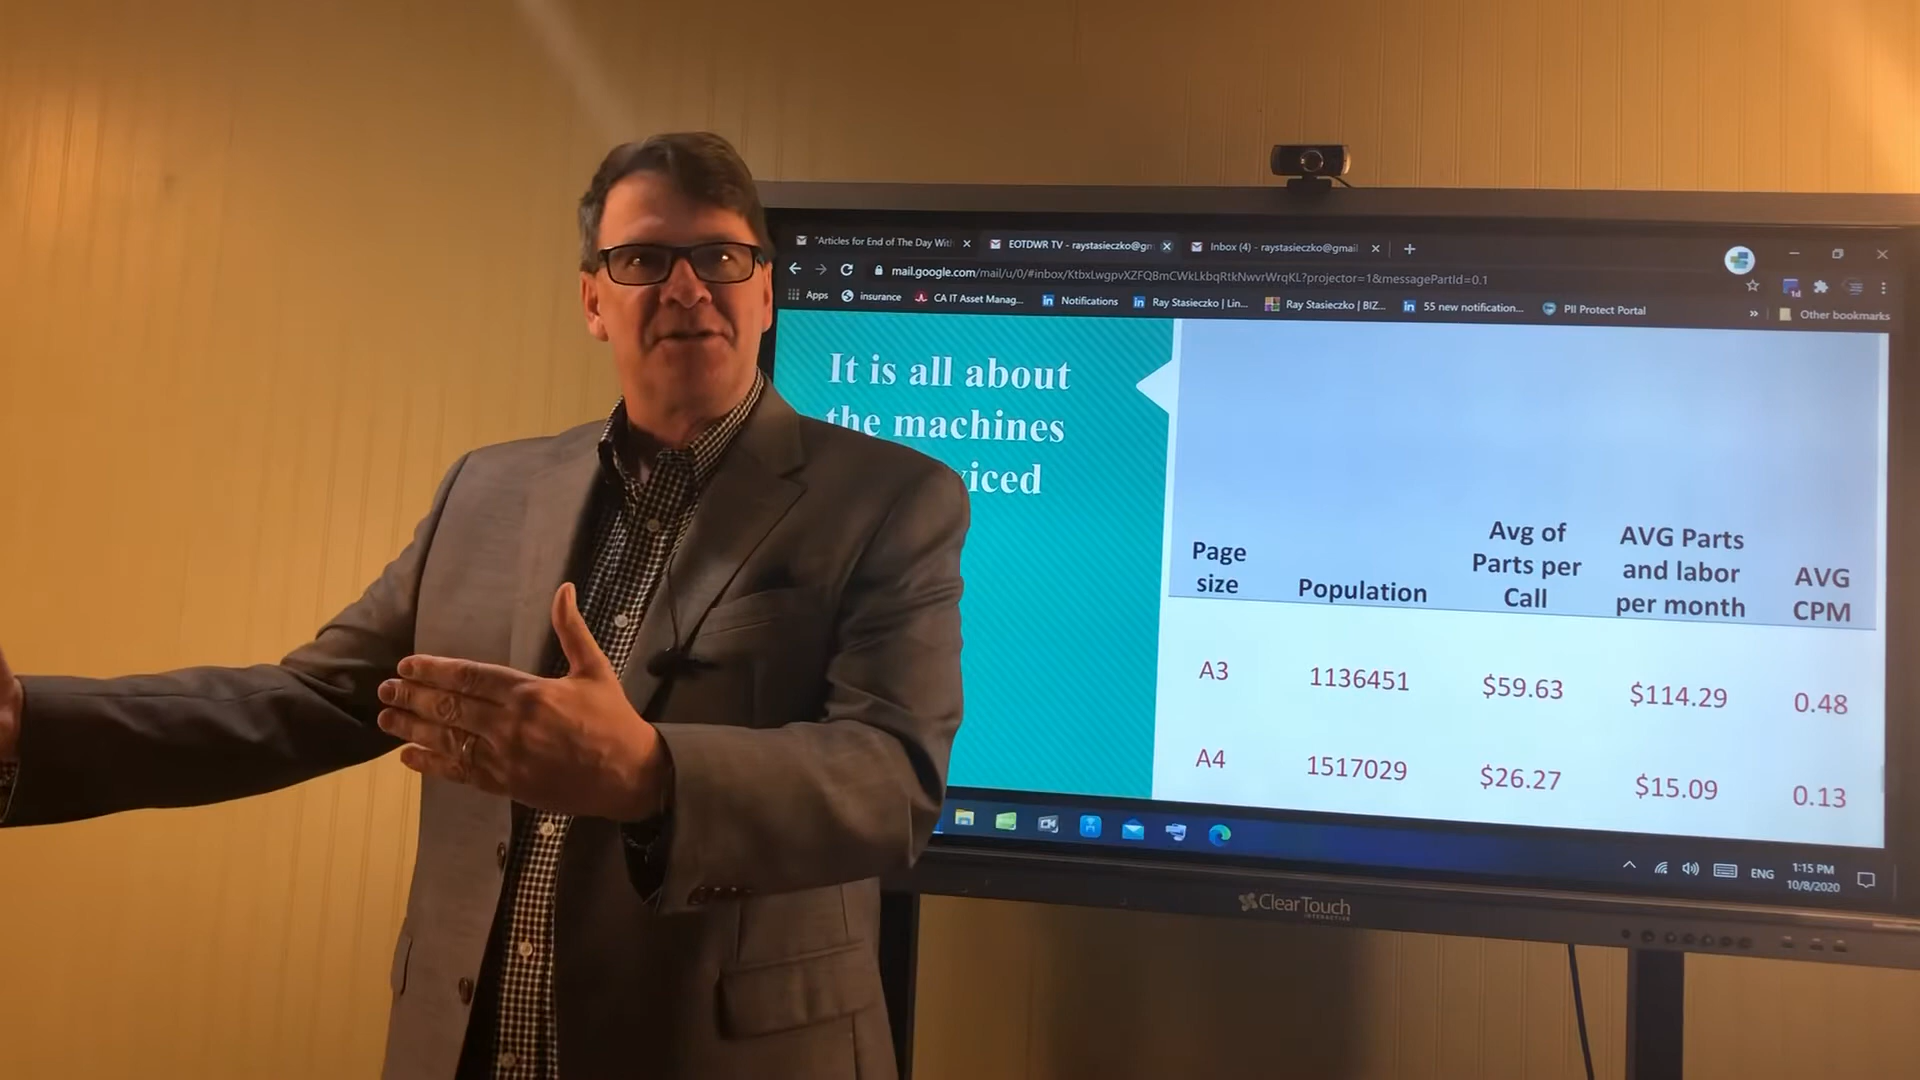 "Articles for End of The Day With
EOTDWR TV - raystasieczko@gm
Inbox (4) - raystasieczko@gmail
mail.google.com/mail/u/0/#inbox/KtbxLwgpvXZFQBmCWkLkbqRtkNwvrWrqKL?projector=1&messagePartId=0.1
Apps
insurance
CA IT Asset Manag...
Notifications
Ray Stasieczko | Lin...
Ray Stasieczko | BIZ...
55 new notification...
PII Protect Portal
»
Other bookmarks
It is all about
the machines
viced
Page size Population Avg of Parts per Call AVG Parts and labor per month AVG CPM
A3 1136451 $59.63 $114.29 0.48
A4 1517029 $26.27 $15.09 0.13
ENG
1:15 PM
10/8/2020
ClearTouch
INTERACTIVE